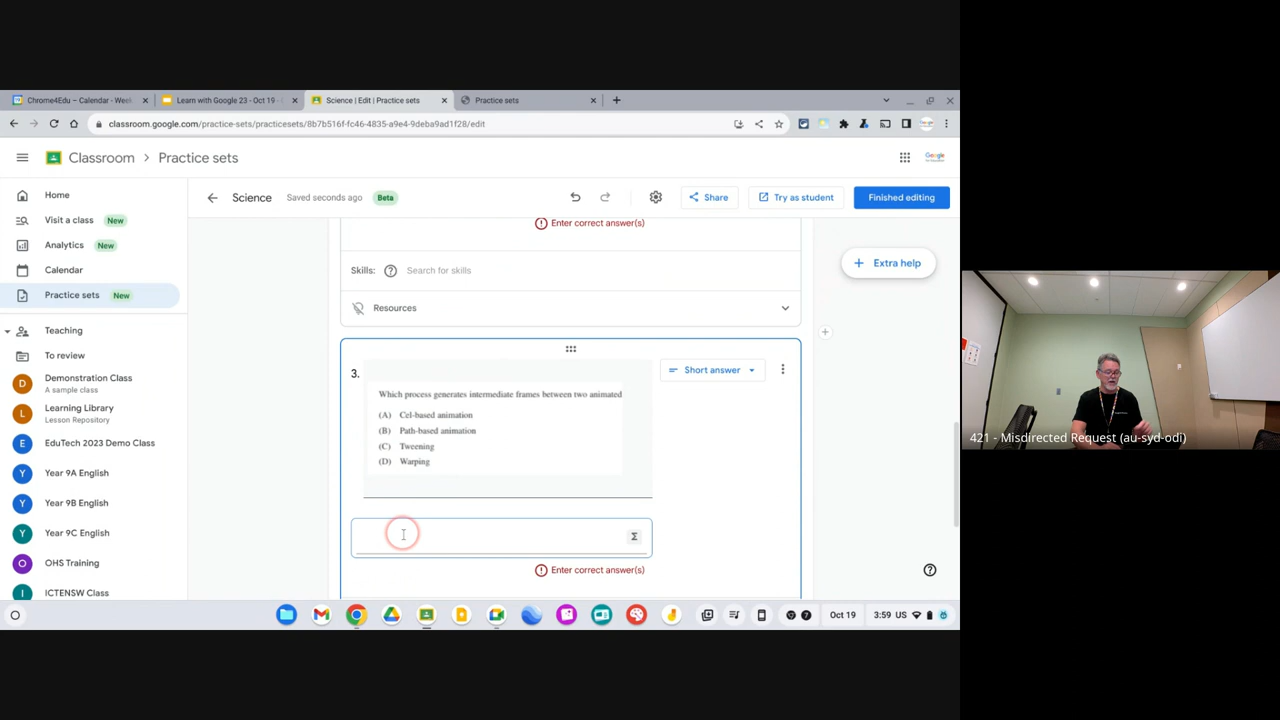 Chrome4Edu – Calendar - Week
Learn with Google 23 - Oct 19 -
Science | Edit | Practice sets
Practice sets
classroom.google.com/practice-sets/practicesets/8b7b516f-fc46-4835-a9e4-9deba9ad1f28/edit
Classroom > Practice sets
Home
Visit a class New
Analytics New
Calendar
Practice sets New
Teaching
To review
D Demonstration Class
A sample class
L Learning Library
Lesson Repository
E EduTech 2023 Demo Class
Y Year 9A English
Y Year 9B English
Y Year 9C English
O OHS Training
I ICTENSW Class
Science Saved seconds ago Beta
Share
Try as student
Finished editing
Enter correct answer(s)
Extra help
Skills: Search for skills
Resources
3.
Short answer
Which process generates intermediate frames between two animated
(A) Cel-based animation
(B) Path-based animation
(C) Tweening
(D) Warping
Σ
Enter correct answer(s)
Oct 19
3:59 US
421 - Misdirected Request (au-syd-odi)